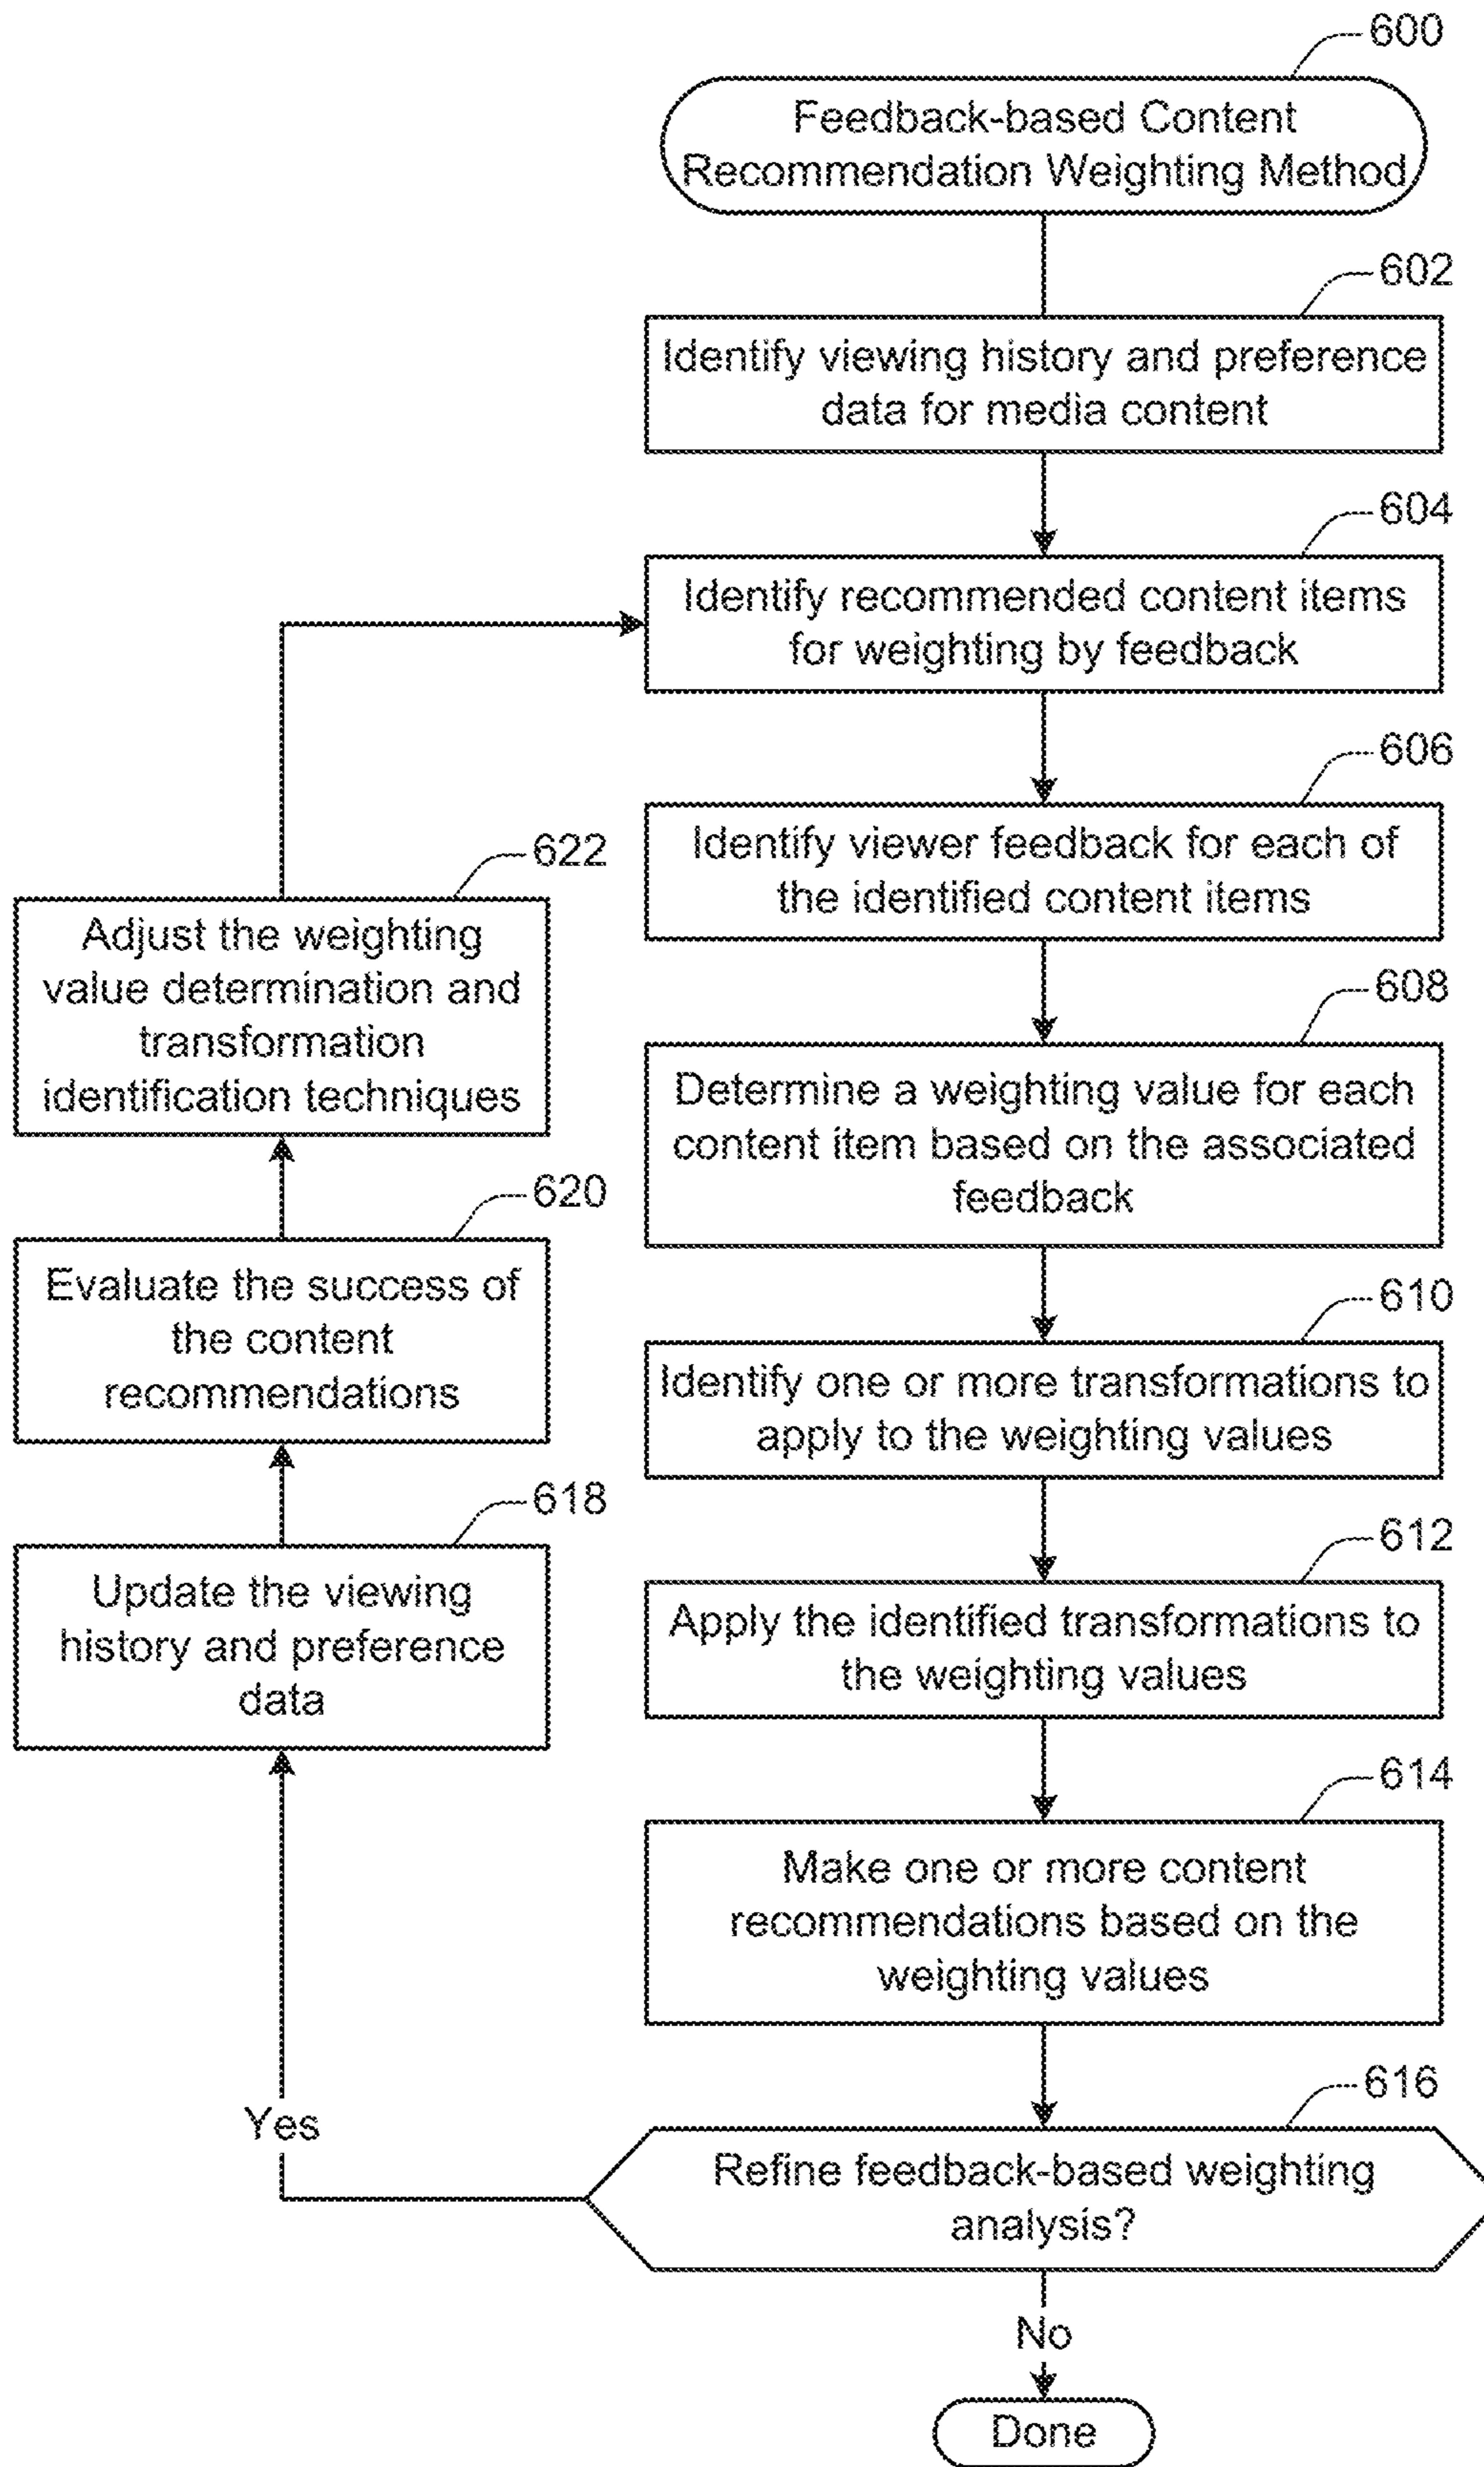 600
Feedback-based Content
Recommendation Weighting Method
602
Identify viewing history and preference
data for media content
604
Identify recommended content items
for weighting by feedback
606
Identify viewer feedback for each of
the identified content items
608
Determine a weighting value for each
content item based on the associated
feedback
610
Identify one or more transformations to
apply to the weighting values
612
Apply the identified transformations to
the weighting values
614
Make one or more content
recommendations based on the
weighting values
616
Refine feedback-based weighting
analysis?
Yes
618
Update the viewing
history and preference
data
620
Evaluate the success of
the content
recommendations
622
Adjust the weighting
value determination and
transformation
identification techniques
No
Done